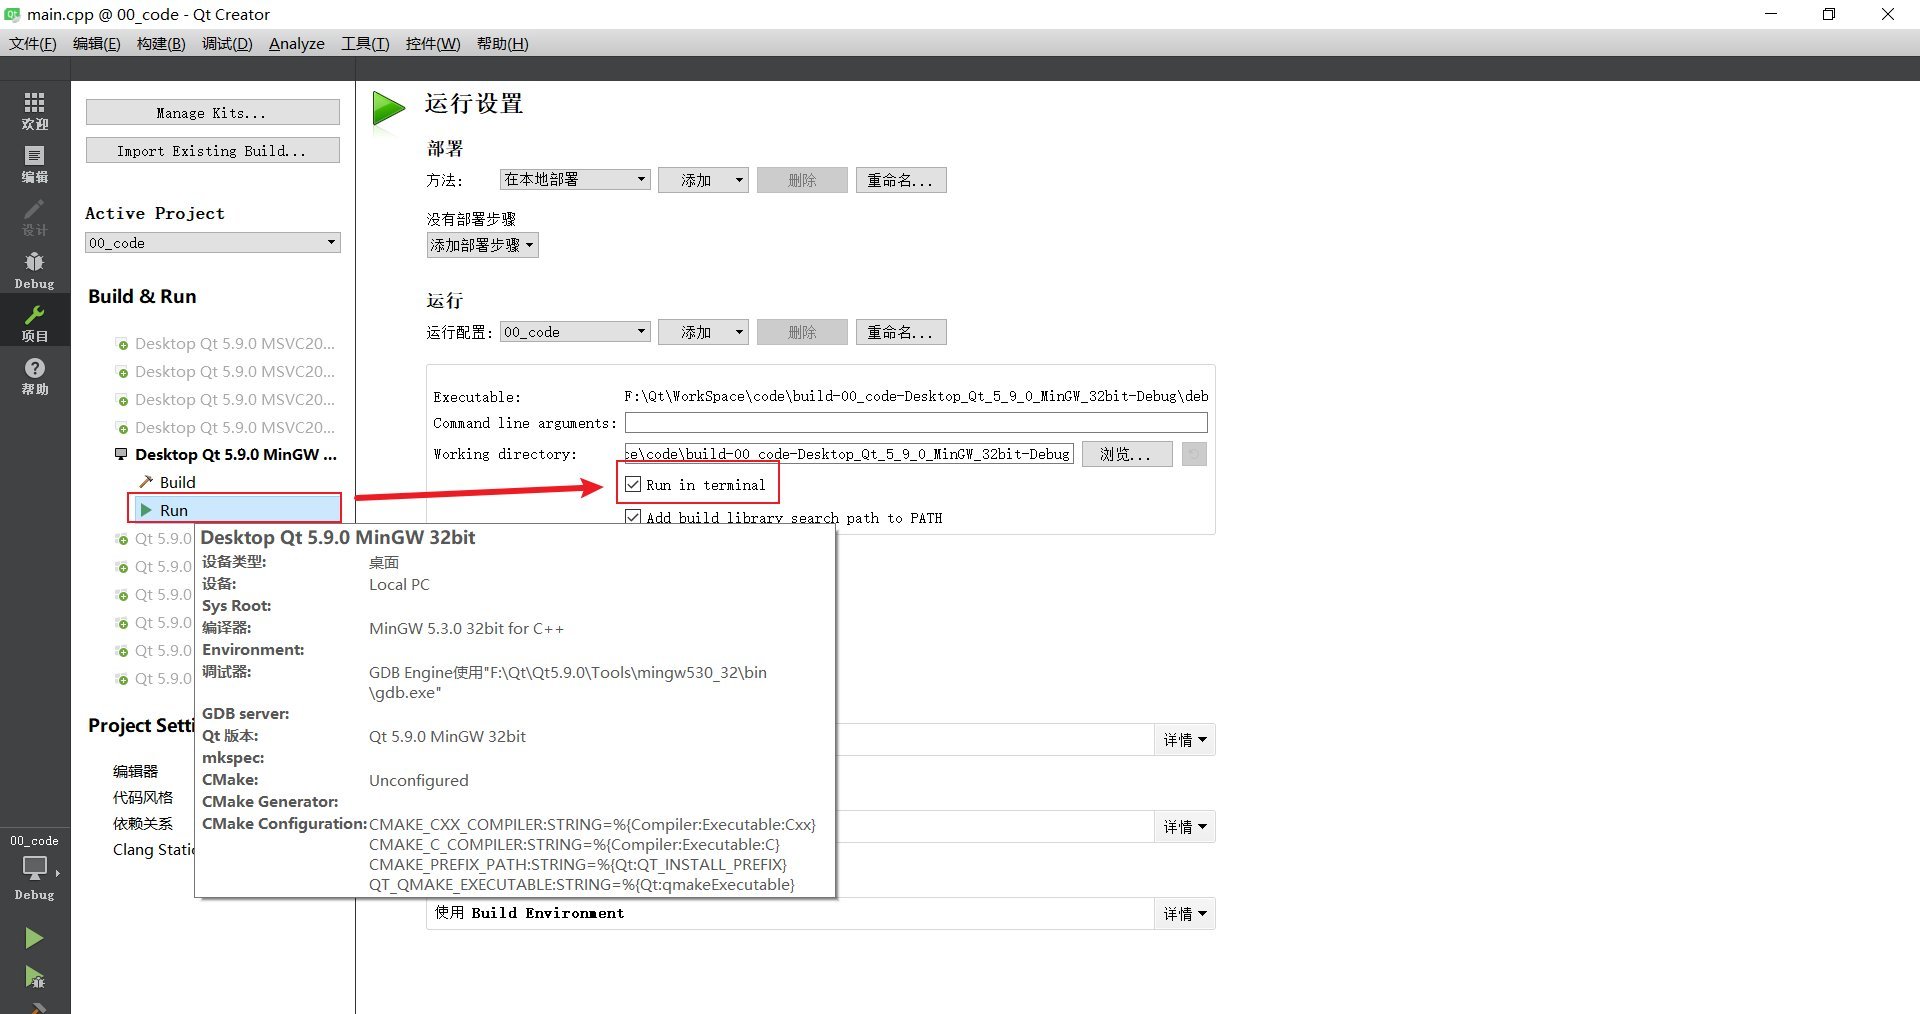 main.cpp @ 00_code - Qt Creator
文件(F) 编辑(E) 构建(B) 调试(D) Analyze 工具(T) 控件(W) 帮助(H)
欢迎
编辑
设计
Debug
项目
帮助
00_code
Debug
Manage Kits...
Import Existing Build...
Active Project
00_code
Build & Run
Desktop Qt 5.9.0 MSVC20...
Desktop Qt 5.9.0 MSVC20...
Desktop Qt 5.9.0 MSVC20...
Desktop Qt 5.9.0 MSVC20...
Desktop Qt 5.9.0 MinGW ...
Build
Run
Qt 5.9.0
Qt 5.9.0
Qt 5.9.0
Qt 5.9.0
Qt 5.9.0
Qt 5.9.0
Project Setti
编辑器
代码风格
依赖关系
Clang Static
运行设置
部署
方法: 在本地部署 添加 删除 重命名...
没有部署步骤
添加部署步骤
运行
运行配置: 00_code 添加 删除 重命名...
Executable: F:\Qt\WorkSpace\code\build-00_code-Desktop_Qt_5_9_0_MinGW_32bit-Debug\deb
Command line arguments:
Working directory: ce\code\build-00_code-Desktop_Qt_5_9_0_MinGW_32bit-Debug 浏览...
Run in terminal
Add build library search path to PATH
Desktop Qt 5.9.0 MinGW 32bit
设备类型: 桌面
设备: Local PC
Sys Root:
编译器: MinGW 5.3.0 32bit for C++
Environment:
调试器: GDB Engine使用"F:\Qt\Qt5.9.0\Tools\mingw530_32\bin
\gdb.exe"
GDB server:
Qt 版本: Qt 5.9.0 MinGW 32bit
mkspec:
CMake: Unconfigured
CMake Generator:
CMake Configuration: CMAKE_CXX_COMPILER:STRING=%{Compiler:Executable:Cxx}
CMAKE_C_COMPILER:STRING=%{Compiler:Executable:C}
CMAKE_PREFIX_PATH:STRING=%{Qt:QT_INSTALL_PREFIX}
QT_QMAKE_EXECUTABLE:STRING=%{Qt:qmakeExecutable}
详情
详情
使用 Build Environment 详情